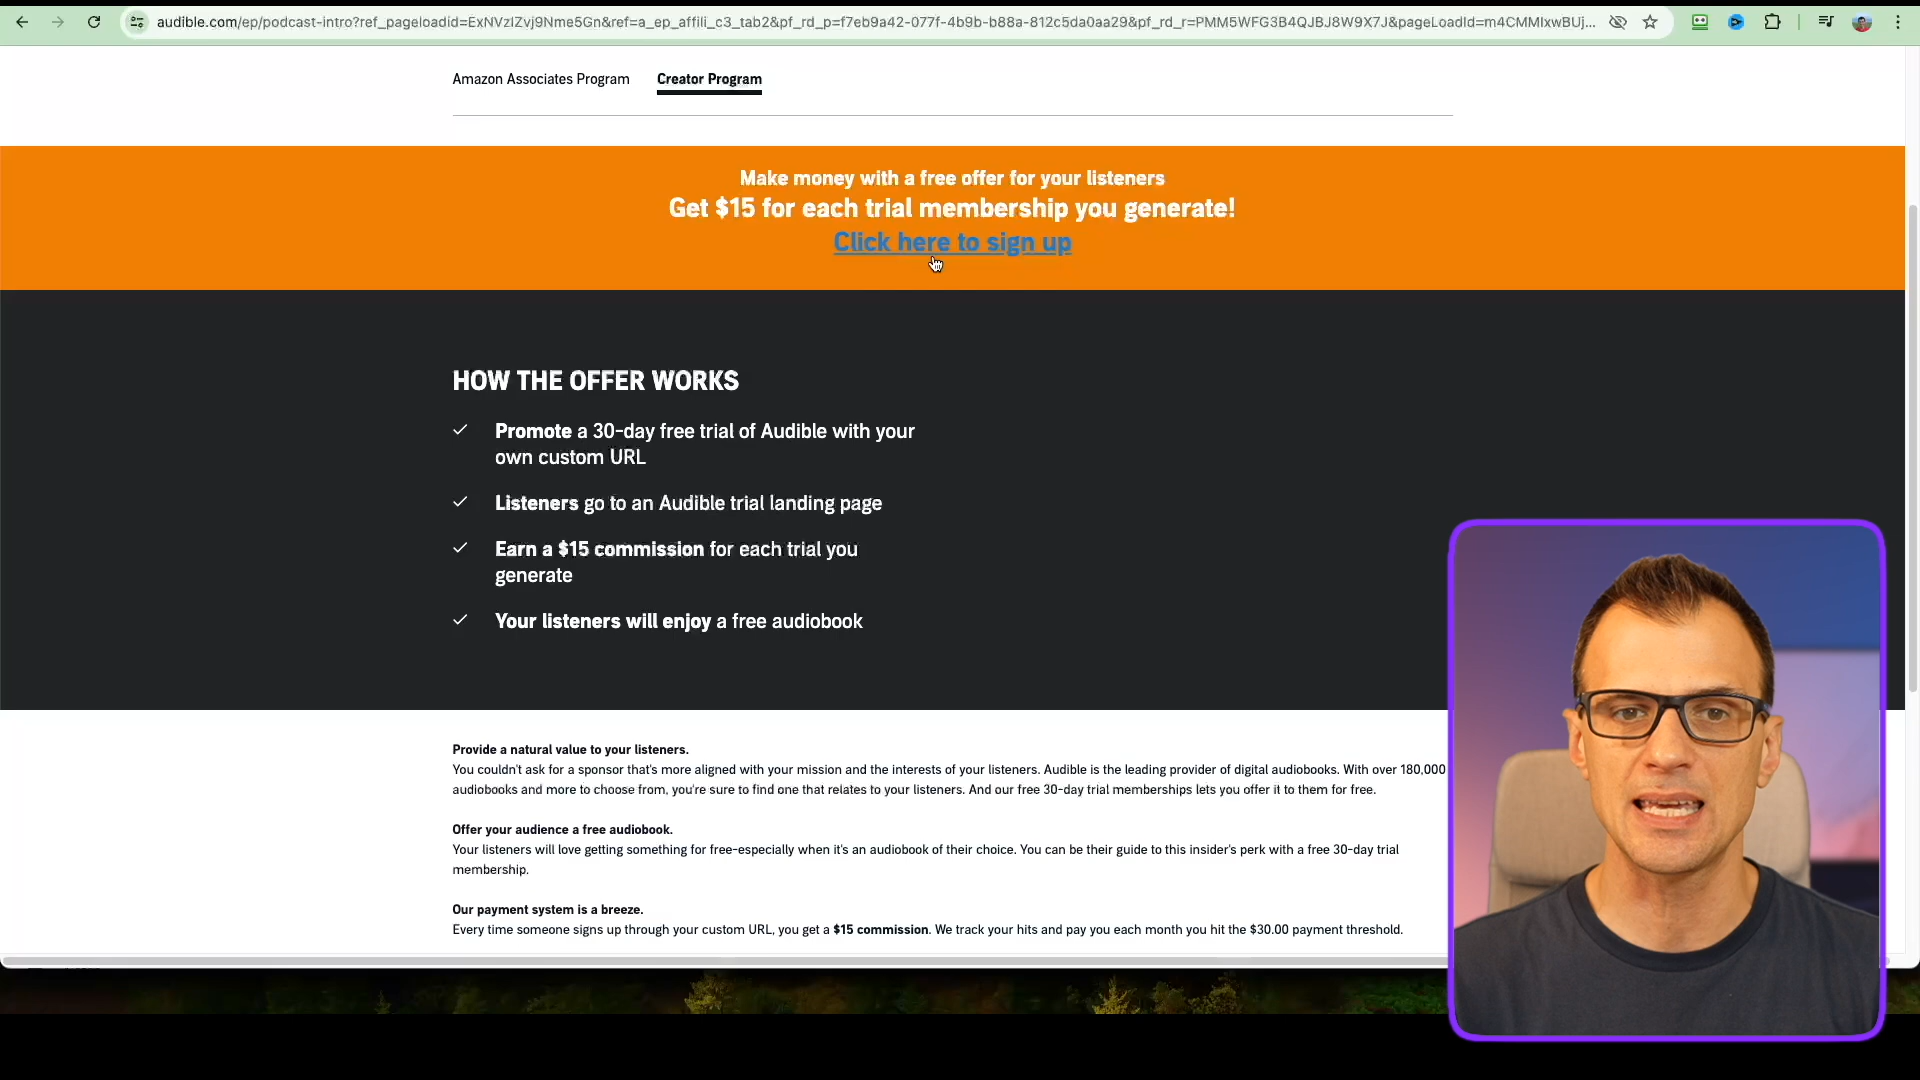 audible.com/ep/podcast-intro?ref_pageloadid=ExNVzIZvj9Nme5Gn&ref=a_ep_affili_c3_tab2&pf_rd_p=f7eb9a42-077f-4b9b-b88a-812c5da0aa29&pf_rd_r=PMM5WFG3B4QJBJ8W9X7J&pageLoadId=m4CMMIxwBUj...
Amazon Associates Program Creator Program
Make money with a free offer for your listeners
Get $15 for each trial membership you generate!
Click here to sign up
HOW THE OFFER WORKS
Promote a 30-day free trial of Audible with your
own custom URL
Listeners go to an Audible trial landing page
Earn a $15 commission for each trial you
generate
Your listeners will enjoy a free audiobook
Provide a natural value to your listeners.
You couldn't ask for a sponsor that's more aligned with your mission and the interests of your listeners. Audible is the leading provider of digital audiobooks. With over 180,000
audiobooks and more to choose from, you're sure to find one that relates to your listeners. And our free 30-day trial memberships lets you offer it to them for free.
Offer your audience a free audiobook.
Your listeners will love getting something for free-especially when it's an audiobook of their choice. You can be their guide to this insider's perk with a free 30-day trial
membership.
Our payment system is a breeze.
Every time someone signs up through your custom URL, you get a $15 commission. We track your hits and pay you each month you hit the $30.00 payment threshold.